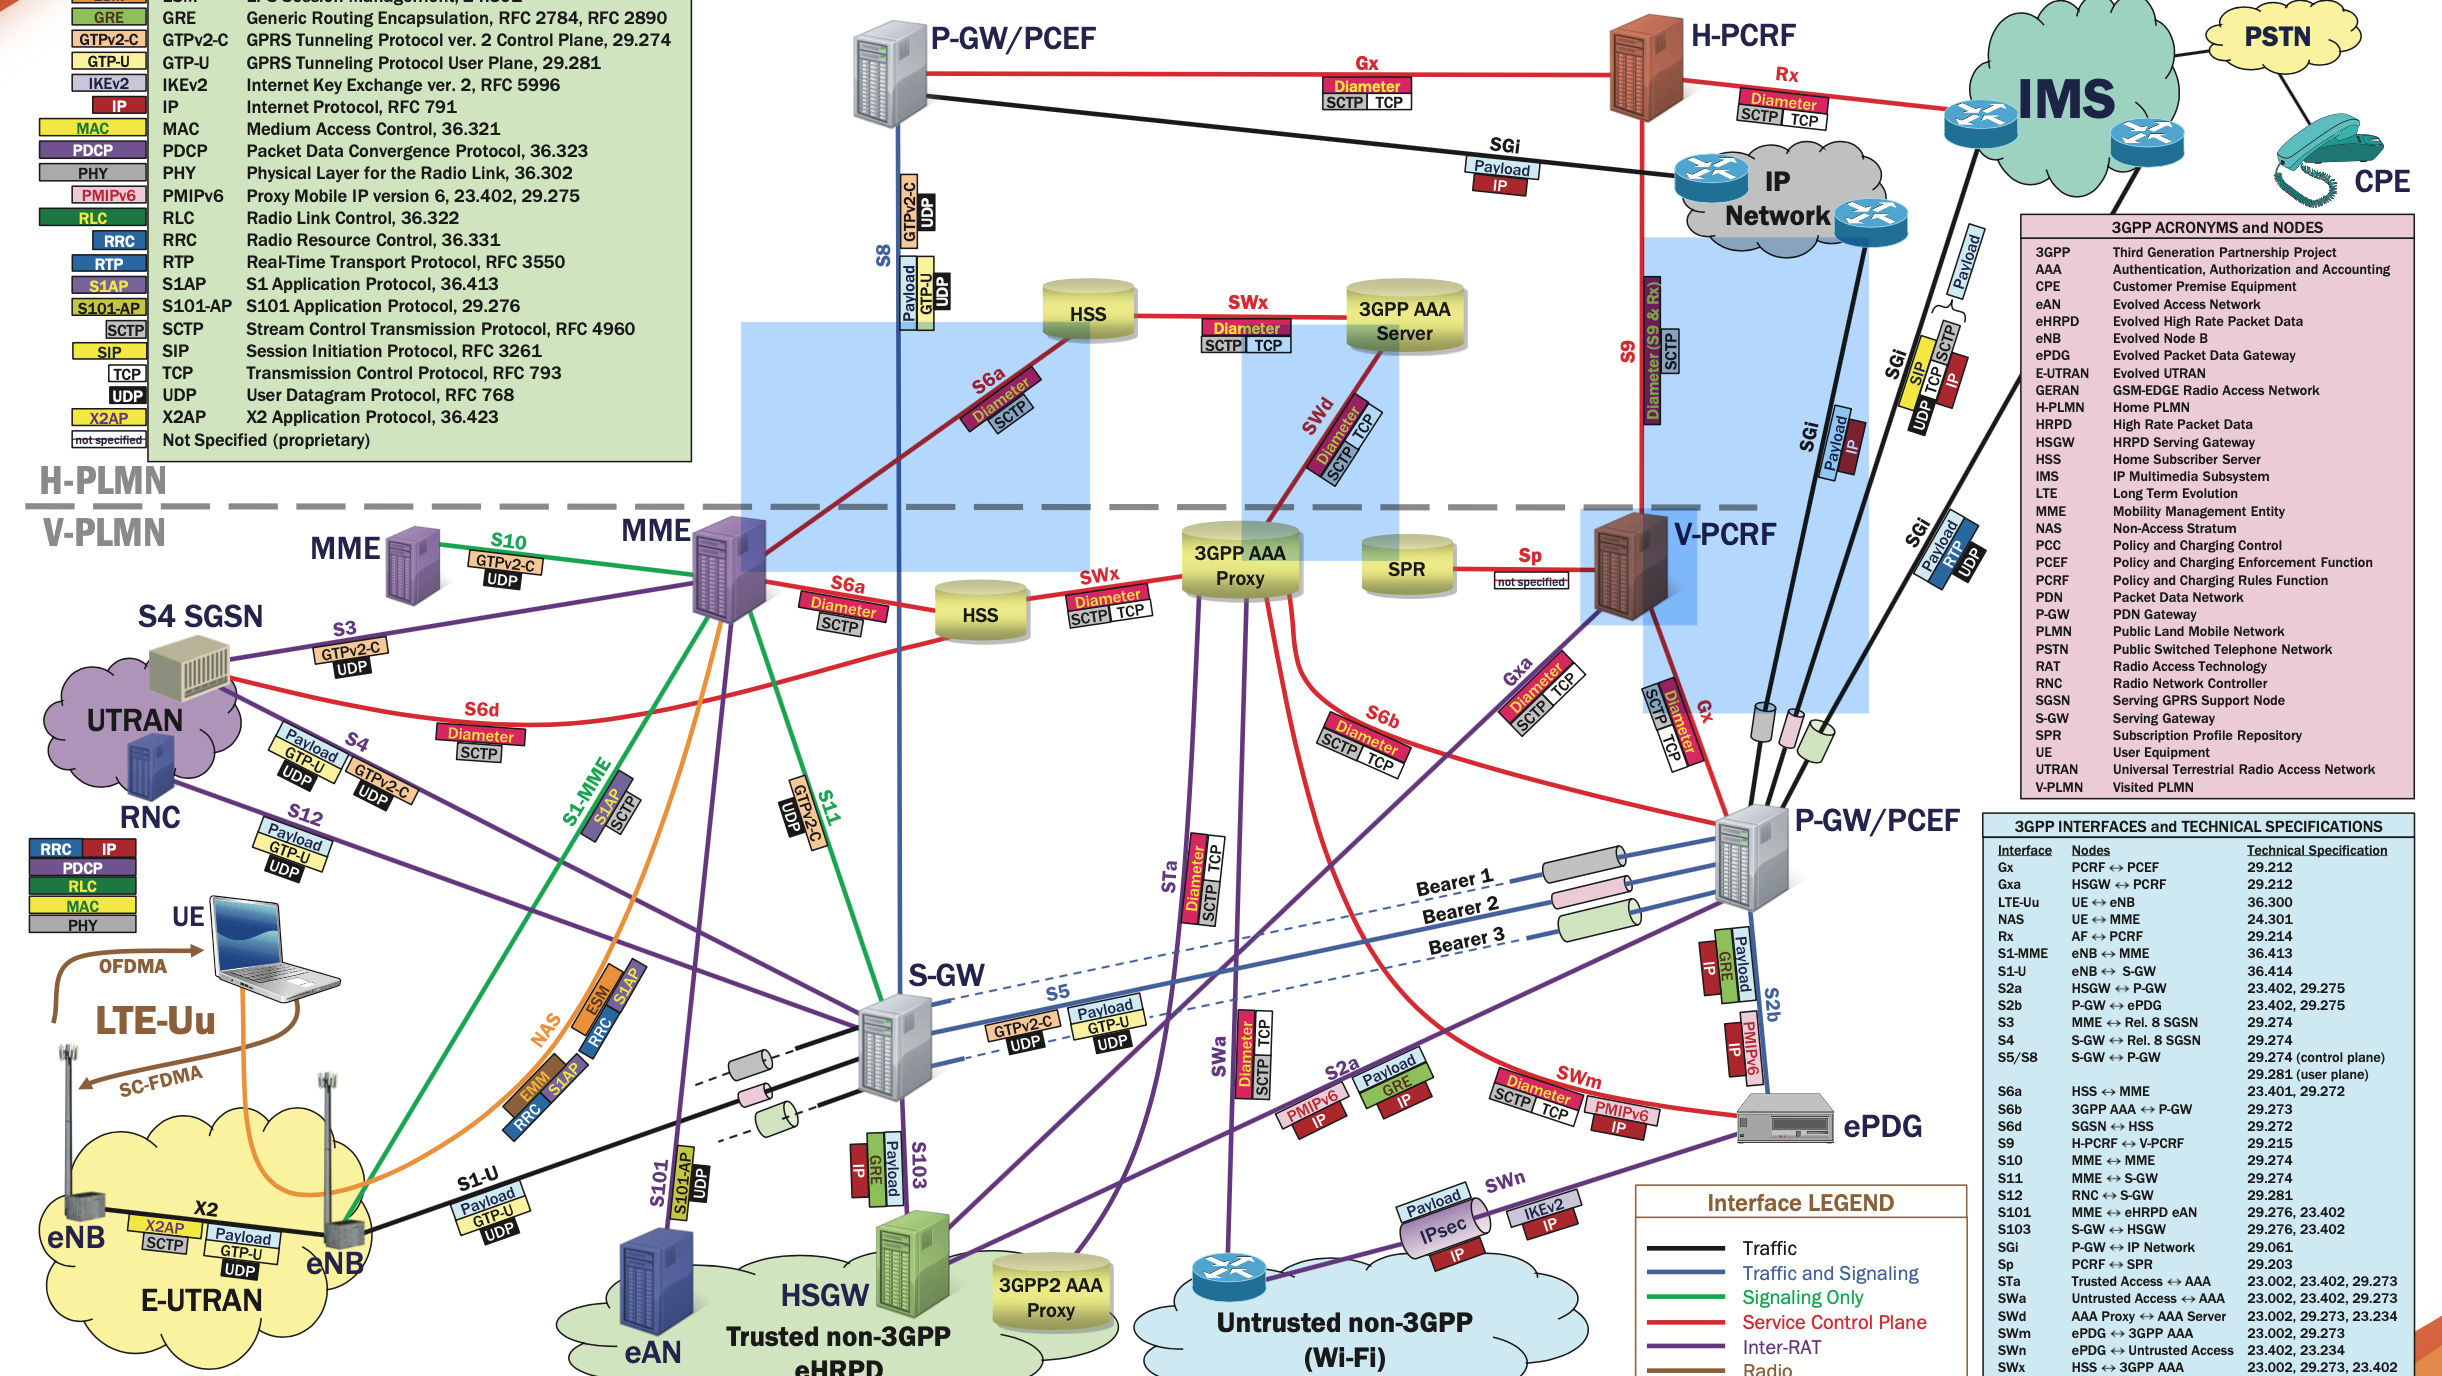 GRE GRE Generic Routing Encapsulation, RFC 2784, RFC 2890
GTPv2-C GTPv2-C GPRS Tunneling Protocol ver. 2 Control Plane, 29.274
GTP-U GTP-U GPRS Tunneling Protocol User Plane, 29.281
IKEv2 IKEv2 Internet Key Exchange ver. 2, RFC 5996
IP IP Internet Protocol, RFC 791
MAC MAC Medium Access Control, 36.321
PDCP PDCP Packet Data Convergence Protocol, 36.323
PHY PHY Physical Layer for the Radio Link, 36.302
PMIPv6 PMIPv6 Proxy Mobile IP version 6, 23.402, 29.275
RLC RLC Radio Link Control, 36.322
RRC RRC Radio Resource Control, 36.331
RTP RTP Real-Time Transport Protocol, RFC 3550
S1AP S1AP S1 Application Protocol, 36.413
S101-AP S101-AP S101 Application Protocol, 29.276
SCTP SCTP Stream Control Transmission Protocol, RFC 4960
SIP SIP Session Initiation Protocol, RFC 3261
TCP TCP Transmission Control Protocol, RFC 793
UDP UDP User Datagram Protocol, RFC 768
X2AP X2AP X2 Application Protocol, 36.423
not specified Not Specified (proprietary)
H-PLMN
V-PLMN
P-GW/PCEF
Gx
Diameter
SCTP TCP
H-PCRF
Rx
Diameter
SCTP TCP
IMS
PSTN
CPE
SGi
Payload
IP
IP
Network
S8
GTPv2-C
UDP
Payload
GTP-U
UDP
HSS
SWx
Diameter
SCTP TCP
3GPP AAA
Server
S6a
Diameter
SCTP
SWd
Diameter
SCTP TCP
S9
Diameter (S9 & Rx)
SCTP
SGi
Payload
IP
SGi
Payload
SIP
TCP SCTP
UDP
IP
SGi
Payload
RTP
UDP
MME
S10
GTPv2-C
UDP
MME
S6a
Diameter
SCTP
HSS
SWx
Diameter
SCTP TCP
3GPP AAA
Proxy
SPR
Sp
not specified
V-PCRF
S4 SGSN
S3
GTPv2-C
UDP
UTRAN
RNC
S6d
Diameter
SCTP
S4
Payload
GTP-U
UDP
GTPv2-C
UDP
S12
Payload
GTP-U
UDP
S1-MME
S1AP
SCTP
S11
GTPv2-C
UDP
Gxa
Diameter
SCTP TCP
S6b
Diameter
SCTP TCP
Gx
Diameter
SCTP TCP
P-GW/PCEF
RRC IP
PDCP
RLC
MAC
PHY
UE
OFDMA
LTE-Uu
SC-FDMA
NAS
ESM
RRC S1AP
EMM
RRC S1AP
STa
Diameter
SCTP TCP
Bearer 1
Bearer 2
Bearer 3
S-GW
S5
GTPv2-C
UDP
Payload
GTP-U
UDP
SWa
Diameter
SCTP TCP
S2a
PMIPv6
IP
Payload
GRE
IP
SWm
Diameter
SCTP TCP
PMIPv6
IP
Payload
GRE
IP
S2b
PMIPv6
IP
ePDG
eNB
X2
X2AP
SCTP
Payload
GTP-U
UDP
eNB
E-UTRAN
S1-U
Payload
GTP-U
UDP
S101
S101-AP
UDP
S103
Payload
GRE
IP
eAN
HSGW
3GPP2 AAA
Proxy
Trusted non-3GPP
eHRPD
SWn
Payload
IPsec
IP
IKEv2
IP
Untrusted non-3GPP
(Wi-Fi)
Interface LEGEND
Traffic
Traffic and Signaling
Signaling Only
Service Control Plane
Inter-RAT
Radio
3GPP ACRONYMS and NODES
3GPP Third Generation Partnership Project
AAA Authentication, Authorization and Accounting
CPE Customer Premise Equipment
eAN Evolved Access Network
eHRPD Evolved High Rate Packet Data
eNB Evolved Node B
ePDG Evolved Packet Data Gateway
E-UTRAN Evolved UTRAN
GERAN GSM-EDGE Radio Access Network
H-PLMN Home PLMN
HRPD High Rate Packet Data
HSGW HRPD Serving Gateway
HSS Home Subscriber Server
IMS IP Multimedia Subsystem
LTE Long Term Evolution
MME Mobility Management Entity
NAS Non-Access Stratum
PCC Policy and Charging Control
PCEF Policy and Charging Enforcement Function
PCRF Policy and Charging Rules Function
PDN Packet Data Network
P-GW PDN Gateway
PLMN Public Land Mobile Network
PSTN Public Switched Telephone Network
RAT Radio Access Technology
RNC Radio Network Controller
SGSN Serving GPRS Support Node
S-GW Serving Gateway
SPR Subscription Profile Repository
UE User Equipment
UTRAN Universal Terrestrial Radio Access Network
V-PLMN Visited PLMN
3GPP INTERFACES and TECHNICAL SPECIFICATIONS
Interface Nodes Technical Specification
Gx PCRF ↔ PCEF 29.212
Gxa HSGW ↔ PCRF 29.212
LTE-Uu UE ↔ eNB 36.300
NAS UE ↔ MME 24.301
Rx AF ↔ PCRF 29.214
S1-MME eNB ↔ MME 36.413
S1-U eNB ↔ S-GW 36.414
S2a HSGW ↔ P-GW 23.402, 29.275
S2b P-GW ↔ ePDG 23.402, 29.275
S3 MME ↔ Rel. 8 SGSN 29.274
S4 S-GW ↔ Rel. 8 SGSN 29.274
S5/S8 S-GW ↔ P-GW 29.274 (control plane)
29.281 (user plane)
S6a HSS ↔ MME 23.401, 29.272
S6b 3GPP AAA ↔ P-GW 29.273
S6d SGSN ↔ HSS 29.272
S9 H-PCRF ↔ V-PCRF 29.215
S10 MME ↔ MME 29.274
S11 MME ↔ S-GW 29.274
S12 RNC ↔ S-GW 29.281
S101 MME ↔ eHRPD eAN 29.276, 23.402
S103 S-GW ↔ HSGW 29.276, 23.402
SGi P-GW ↔ IP Network 29.061
Sp PCRF ↔ SPR 29.203
STa Trusted Access ↔ AAA 23.002, 23.402, 29.273
SWa Untrusted Access ↔ AAA 23.002, 23.402, 29.273
SWd AAA Proxy ↔ AAA Server 23.002, 29.273, 23.234
SWm ePDG ↔ 3GPP AAA 23.002, 29.273
SWn ePDG ↔ Untrusted Access 23.402, 23.234
SWx HSS ↔ 3GPP AAA 23.002, 29.273, 23.402